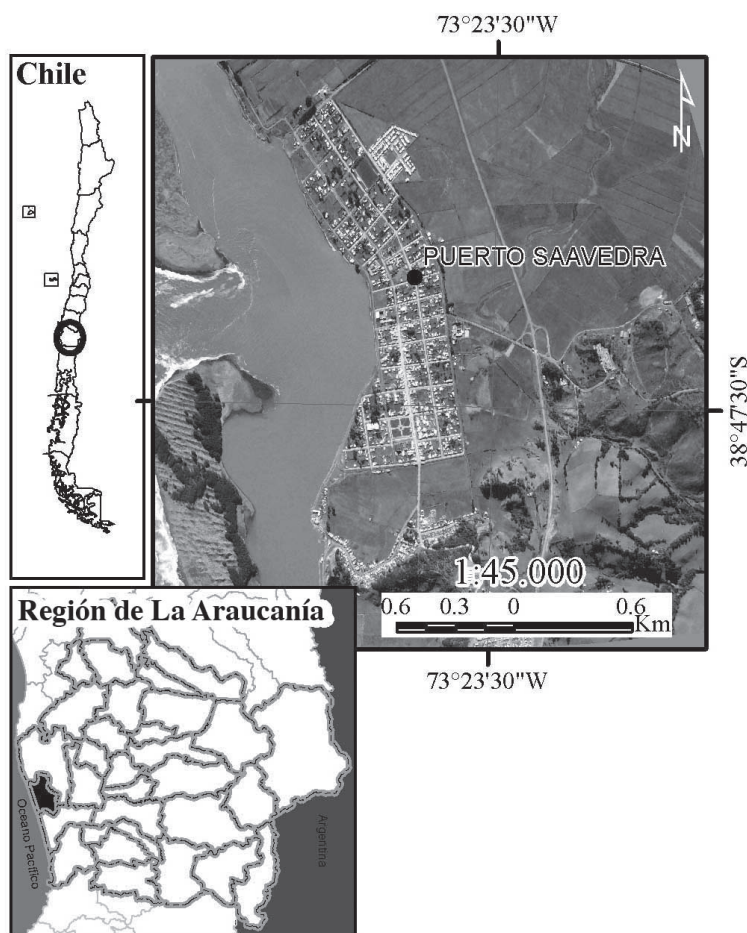 73°23'30"W
Chile
N
PUERTO SAAVEDRA
38°47'30"S
1:45.000
0.6 0.3 0 0.6
Km
73°23'30"W
Región de La Araucanía
Oceano Pacífico
Argentina